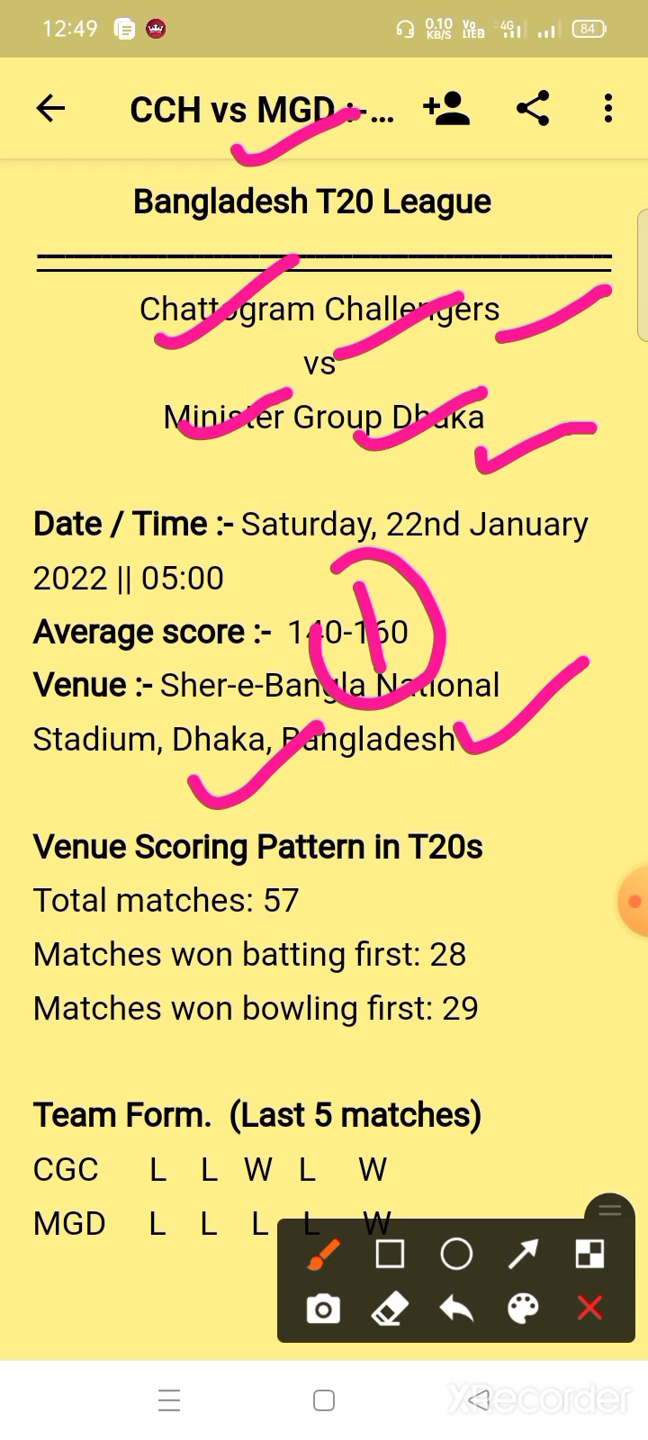 12:49 0.10 KB/S Vo LTE 4G 84
CCH vs MGD :-...
Bangladesh T20 League
Chattogram Challengers
vs
Minister Group Dhaka
Date / Time :- Saturday, 22nd January
2022 || 05:00
Average score :- 140-160
Venue :- Sher-e-Bangla National
Stadium, Dhaka, Bangladesh
Venue Scoring Pattern in T20s
Total matches: 57
Matches won batting first: 28
Matches won bowling first: 29
Team Form. (Last 5 matches)
CGC L L W L W
MGD L L L L W
XRecorder